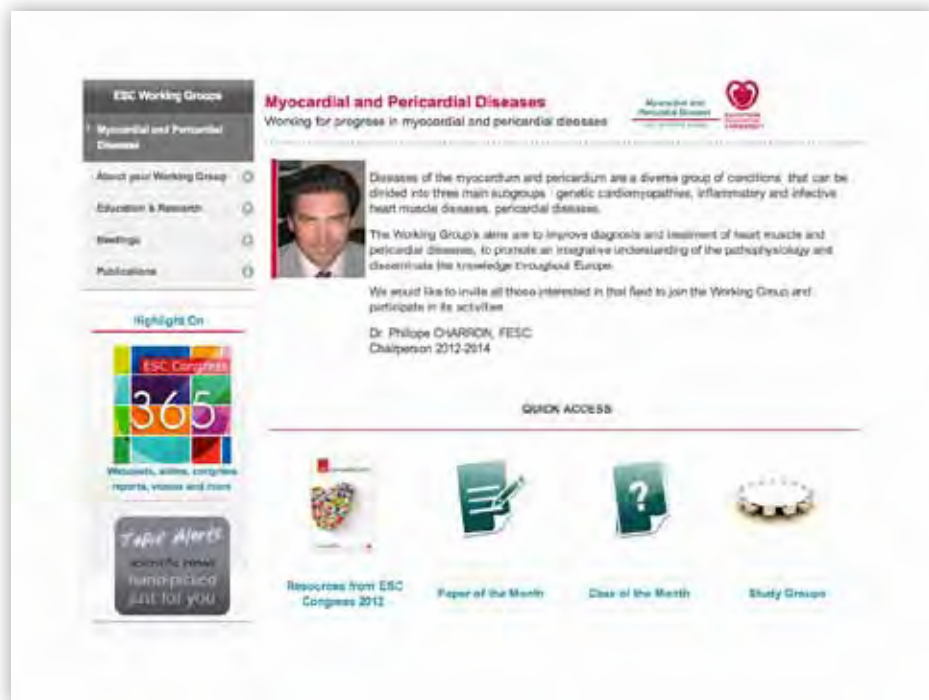 ESC Working Groups
Myocardial and Pericardial
Diseases
About your Working Group
Education & Research
Meetings
Publications
Highlight On
ESC Congress
365
Webcasts, slides, congress
reports, videos and more
Topic Alerts
scientific news
hand-picked
just for you
Myocardial and Pericardial Diseases
Working for progress in myocardial and pericardial diseases
Myocardial and
Pericardial Diseases
Diseases of the myocardium and pericardium are a diverse group of conditions that can be
divided into three main subgroups : genetic cardiomyopathies, inflammatory and infective
heart muscle diseases, pericardial diseases.
The Working Group's aims are to improve diagnosis and treatment of heart muscle and
pericardial diseases, to promote an integrative understanding of the pathophysiology and
disseminate the knowledge throughout Europe.
We would like to invite all those interested in that field to join the Working Group and
participate in its activities.
Dr. Philippe CHARRON, FESC
Chairperson 2012-2014
QUICK ACCESS
?
Resources from ESC
Congress 2012
Paper of the Month
Case of the Month
Study Groups